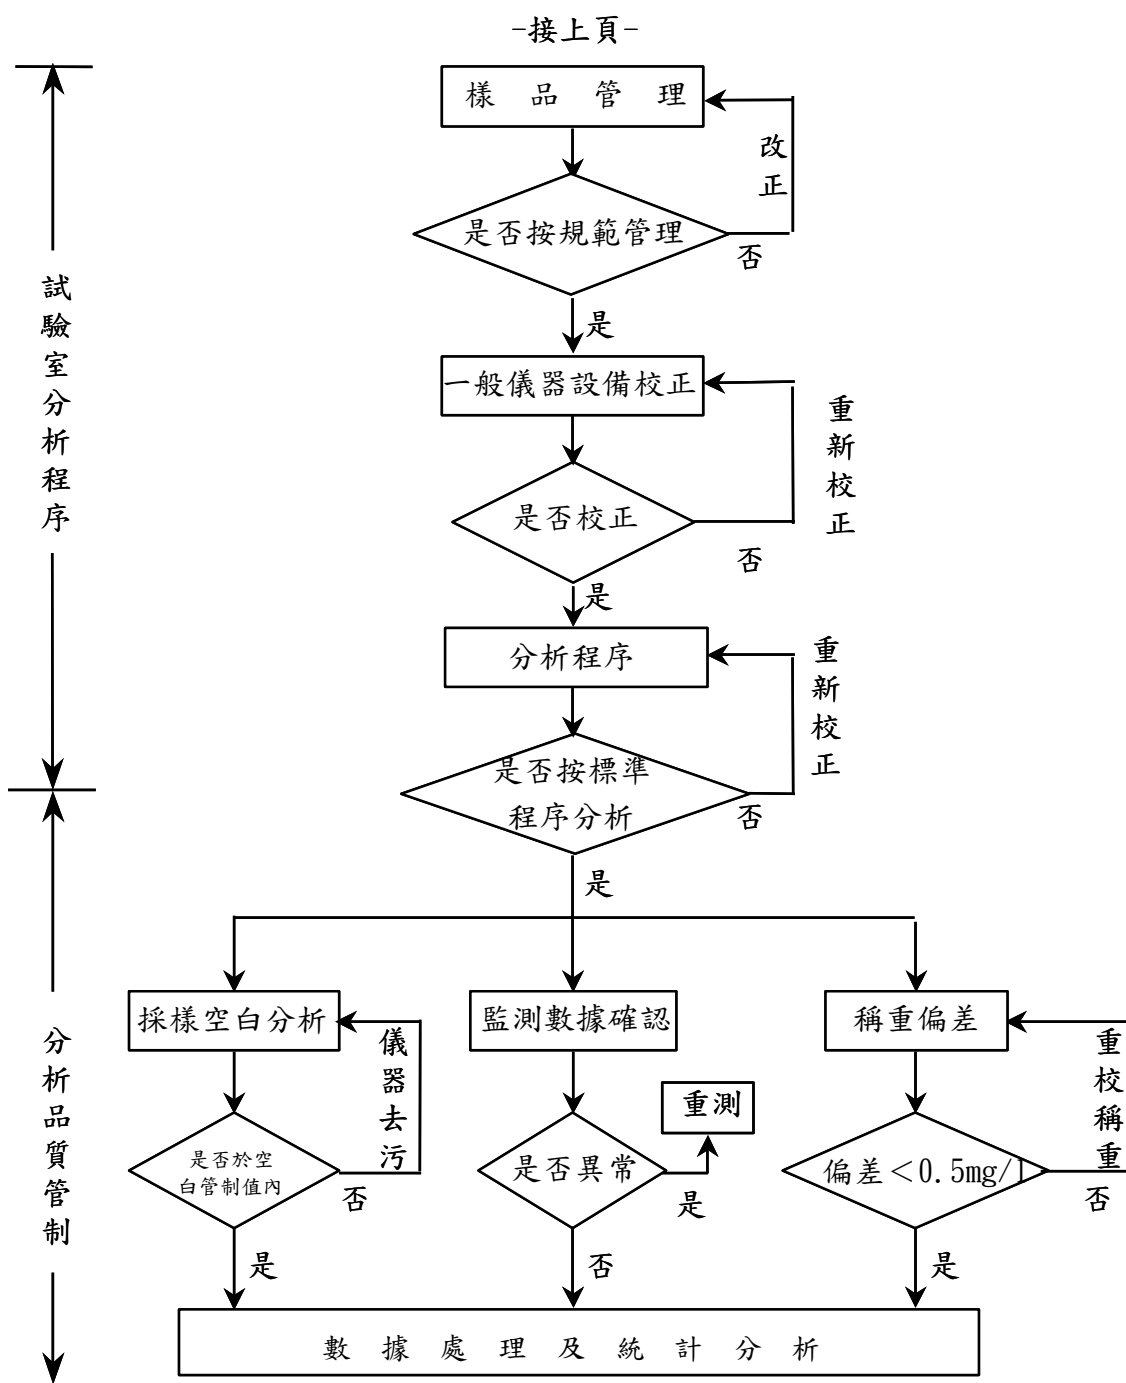 -接上頁-
樣品管理
改正
是否按規範管理
否
是
試驗室分析程序
一般儀器設備校正
重新校正
是否校正
否
是
分析程序
重新校正
是否按標準
程序分析
否
是
分析品質管制
採樣空白分析
儀器去污
監測數據確認
重測
稱重偏差
重校稱重
是否於空
白管制值內
否
是否異常
是
偏差＜0.5mg/l
否
是
否
是
數據處理及統計分析